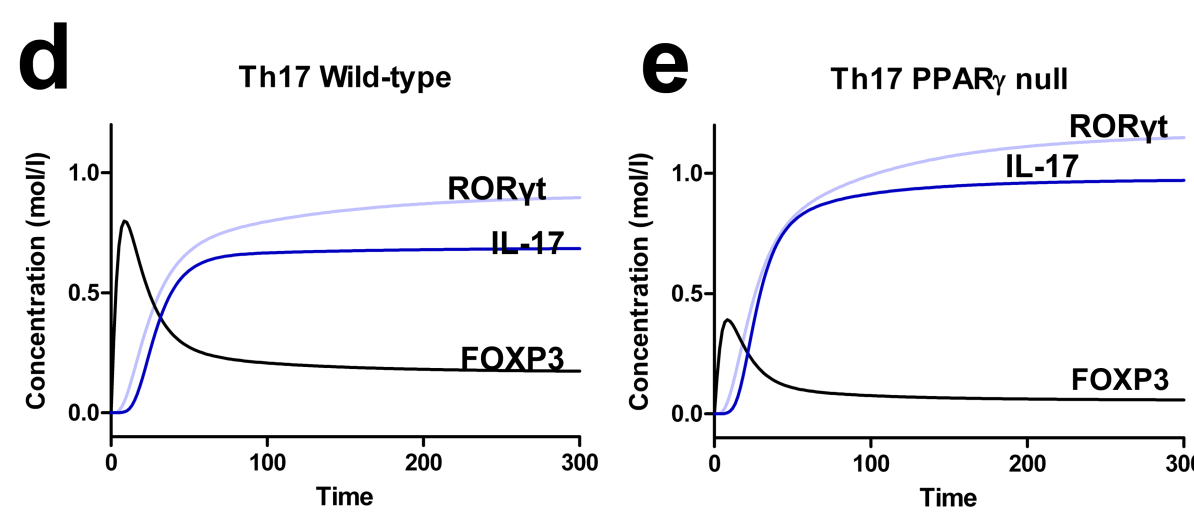 d
Th17 Wild-type
Concentration (mol/l)
1.0
0.5
0.0
0
100
200
300
Time
RORγt
IL-17
FOXP3
e
Th17 PPARγ null
Concentration (mol/l)
1.0
0.5
0.0
0
100
200
Time
RORγt
IL-17
FOXP3